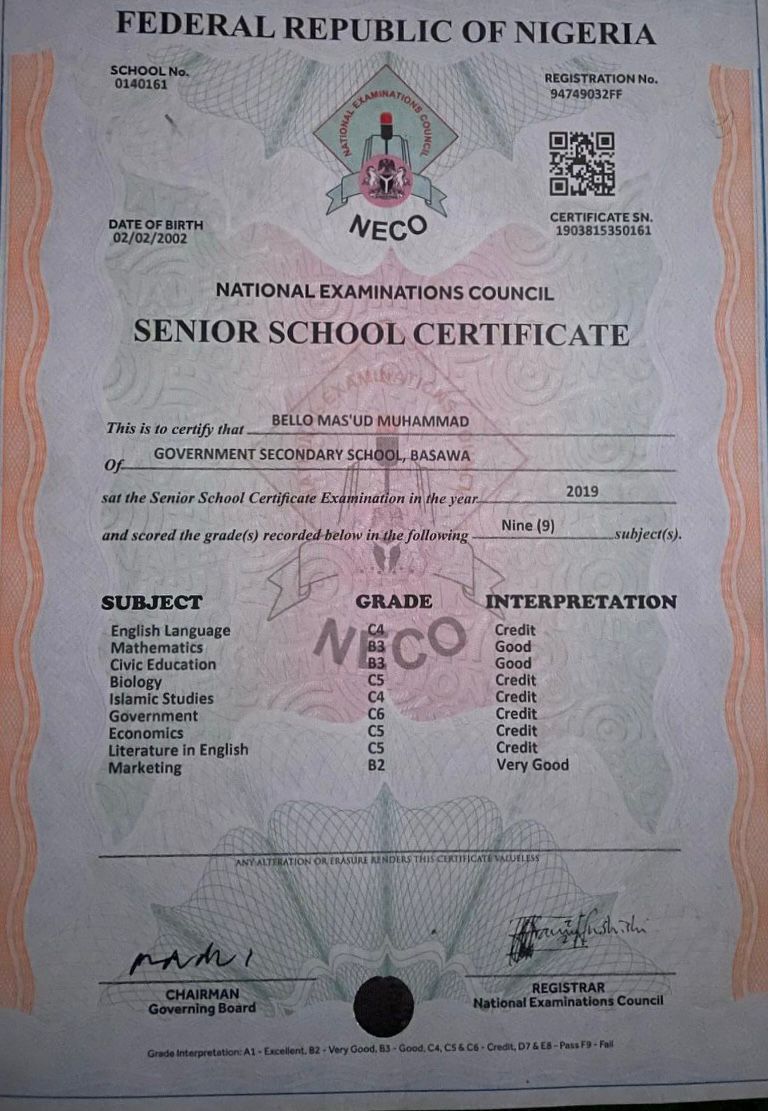 FEDERAL REPUBLIC OF NIGERIA
SCHOOL No.
0140161
REGISTRATION No.
94749032FF
NATIONAL EXAMINATIONS COUNCIL
NECO
DATE OF BIRTH
02/02/2002
CERTIFICATE SN.
1903815350161
NATIONAL EXAMINATIONS COUNCIL
SENIOR SCHOOL CERTIFICATE
This is to certify that BELLO MAS'UD MUHAMMAD
Of GOVERNMENT SECONDARY SCHOOL, BASAWA
sat the Senior School Certificate Examination in the year 2019
and scored the grade(s) recorded below in the following Nine (9) subject(s).
SUBJECT GRADE INTERPRETATION
English Language C4 Credit
Mathematics B3 Good
Civic Education B3 Good
Biology C5 Credit
Islamic Studies C4 Credit
Government C6 Credit
Economics C5 Credit
Literature in English C5 Credit
Marketing B2 Very Good
NECO
ANY ALTERATION OR ERASURE RENDERS THIS CERTIFICATE VALUELESS
CHAIRMAN
Governing Board
REGISTRAR
National Examinations Council
Grade Interpretation: A1 - Excellent, B2 - Very Good, B3 - Good, C4, C5 & C6 - Credit, D7 & E8 - Pass F9 - Fail